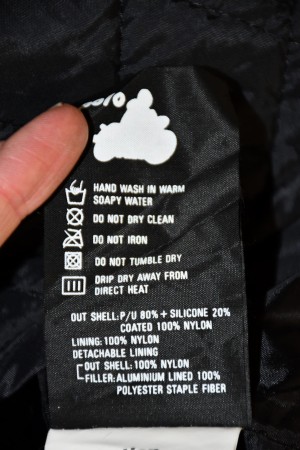 HAND WASH IN WARM
SOAPY WATER
DO NOT DRY CLEAN
DO NOT IRON
DO NOT TUMBLE DRY
DRIP DRY AWAY FROM
DIRECT HEAT
OUT SHELL:P/U 80% + SILICONE 20%
COATED 100% NYLON
LINING:100% NYLON
DETACHABLE LINING
OUT SHELL:100% NYLON
FILLER:ALUMINIUM LINED 100%
POLYESTER STAPLE FIBER